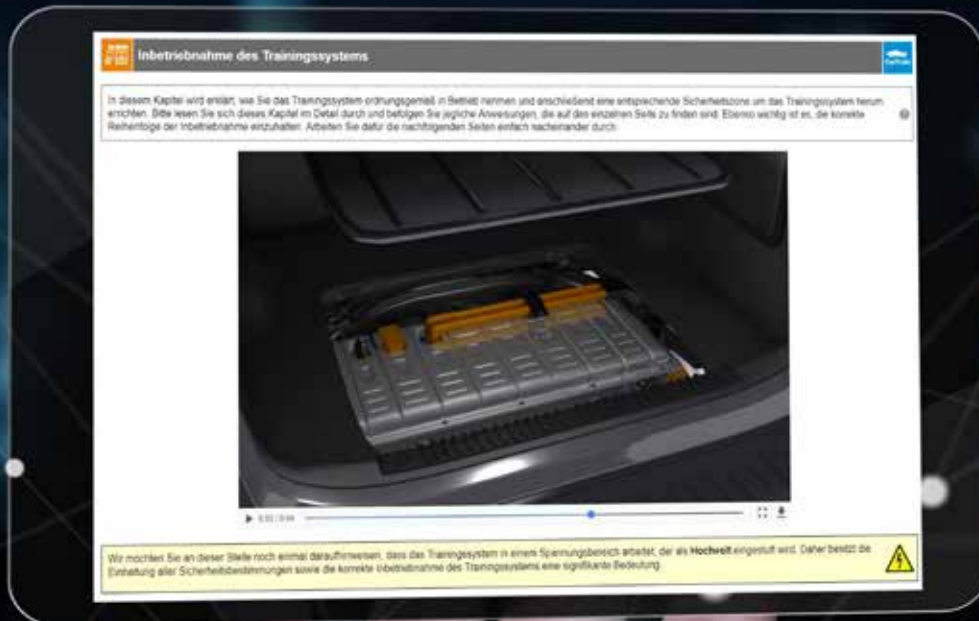 Inbetriebnahme des Trainingssystems
CarTrain
In diesem Kapitel wird erklärt, wie Sie das Trainingssystem ordnungsgemäß in Betrieb nehmen und anschließend eine entsprechende Sicherheitszone um das Trainingssystem herum
errichten. Bitte lesen Sie sich dieses Kapitel im Detail durch und befolgen Sie jegliche Anweisungen, die auf den einzelnen Seite zu finden sind. Ebenso wichtig ist es, die korrekte
Reihenfolge der Inbetriebnahme einzuhalten. Arbeiten Sie dafür die nachfolgenden Seiten einfach nacheinander durch.
Wir möchten Sie an dieser Stelle noch einmal daraufhinweisen, dass das Trainingssystem in einem Spannungsbereich arbeitet, der als Hochvolt eingestuft wird. Daher besitzt die
Einhaltung aller Sicherheitsbestimmungen sowie die korrekte Inbetriebnahme des Trainingssystems eine signifikante Bedeutung.